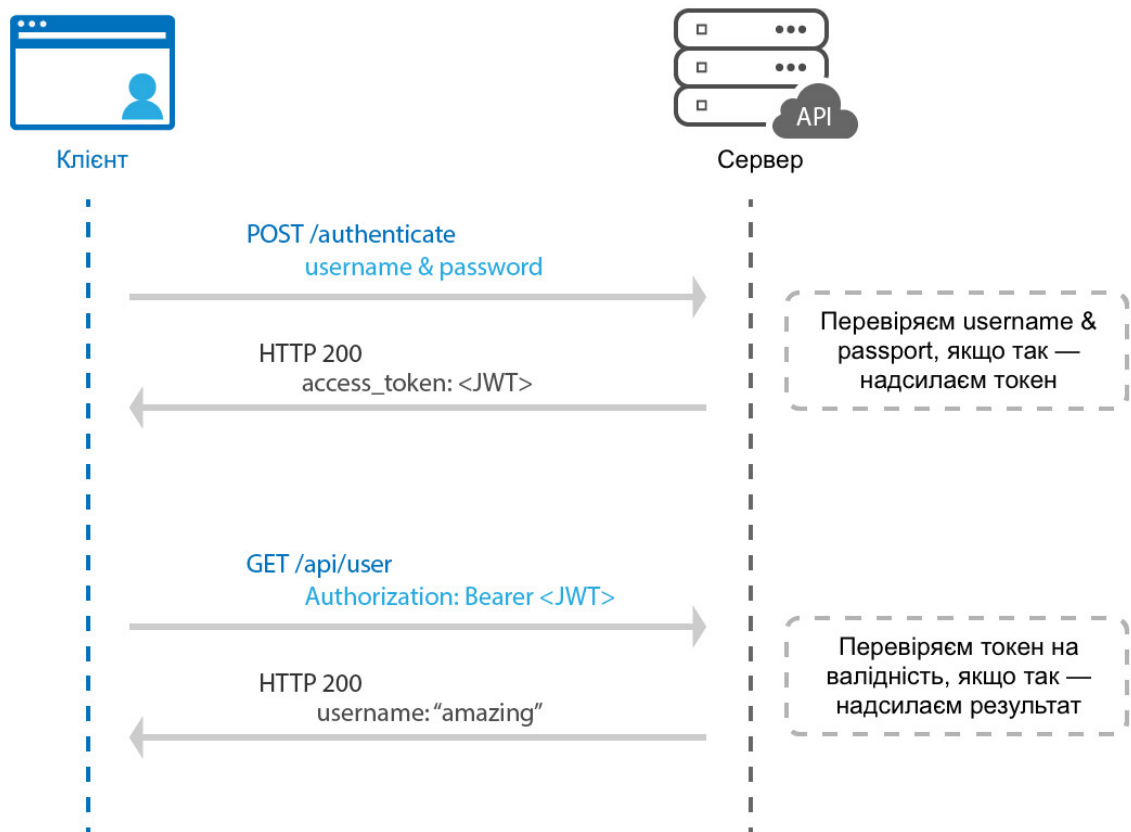 API
Клієнт
Сервер
POST /authenticate
username & password
Перевіряєм username &
passport, якщо так —
надсилаєм токен
HTTP 200
access_token: <JWT>
GET /api/user
Authorization: Bearer <JWT>
Перевіряєм токен на
валідність, якщо так —
надсилаєм результат
HTTP 200
username: “amazing”